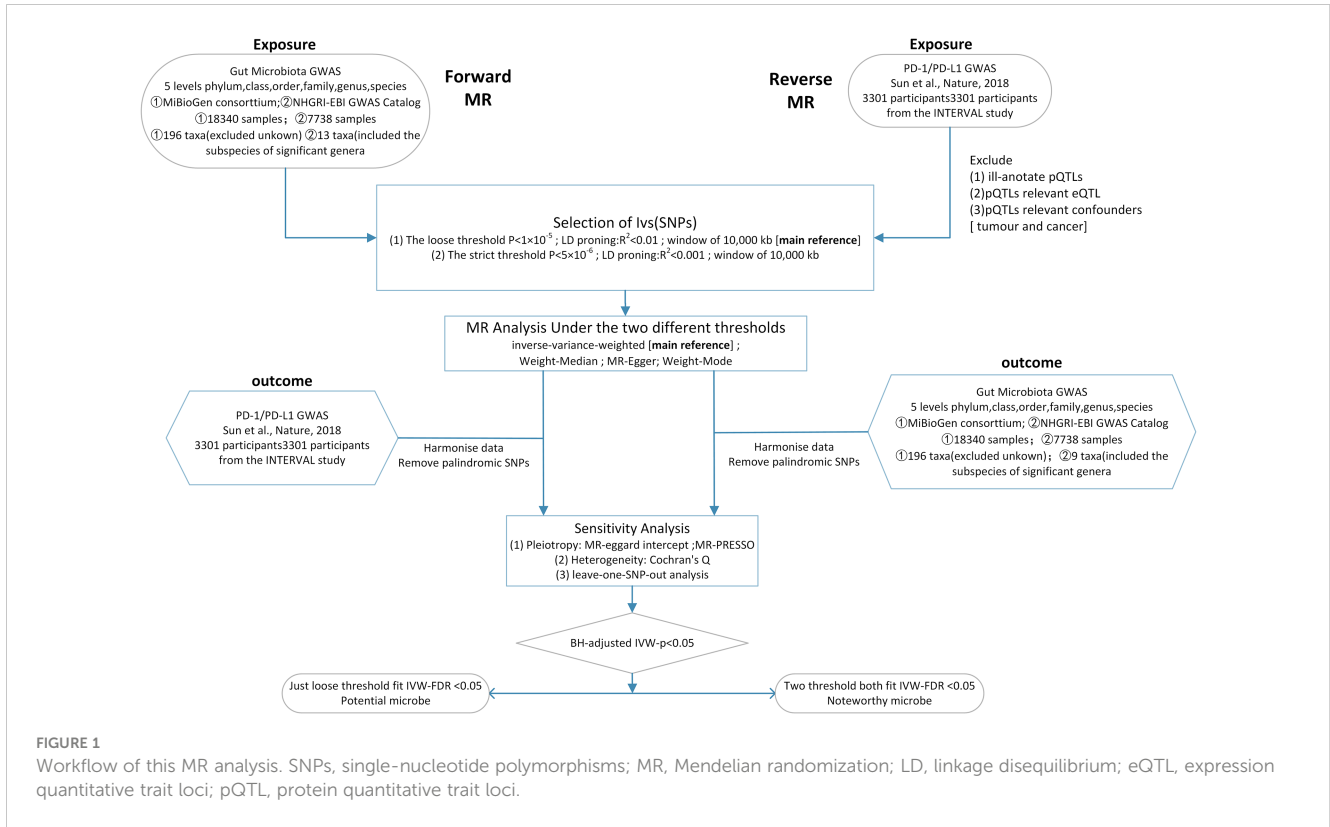 Exposure
Gut Microbiota GWAS
5 levels phylum,class,order,family,genus,species
①MiBioGen consorttium;②NHGRI-EBI GWAS Catalog
①18340 samples； ②7738 samples
①196 taxa(excluded unkown) ②13 taxa(included the
subspecies of significant genera
Forward
MR
Reverse
MR
Exposure
PD-1/PD-L1 GWAS
Sun et al., Nature, 2018
3301 participants3301 participants
from the INTERVAL study
Exclude
(1) ill-anotate pQTLs
(2)pQTLs relevant eQTL
(3)pQTLs relevant confounders
[ tumour and cancer]
Selection of Ivs(SNPs)
(1) The loose threshold P<1×10⁻⁵ ; LD proning:R²<0.01 ; window of 10,000 kb [main reference]
(2) The strict threshold P<5×10⁻⁶ ; LD proning:R²<0.001 ; window of 10,000 kb
MR Analysis Under the two different thresholds
inverse-variance-weighted [main reference] ;
Weight-Median ; MR-Egger; Weight-Mode
outcome
PD-1/PD-L1 GWAS
Sun et al., Nature, 2018
3301 participants3301 participants
from the INTERVAL study
Harmonise data
Remove palindromic SNPs
outcome
Gut Microbiota GWAS
5 levels phylum,class,order,family,genus,species
①MiBioGen consorttium; ②NHGRI-EBI GWAS Catalog
①18340 samples； ②7738 samples
①196 taxa(excluded unkown)； ②9 taxa(included the
subspecies of significant genera
Harmonise data
Remove palindromic SNPs
Sensitivity Analysis
(1) Pleiotropy: MR-eggard intercept ;MR-PRESSO
(2) Heterogeneity: Cochran's Q
(3) leave-one-SNP-out analysis
BH-adjusted IVW-p<0.05
Just loose threshold fit IVW-FDR <0.05
Potential microbe
Two threshold both fit IVW-FDR <0.05
Noteworthy microbe
FIGURE 1
Workflow of this MR analysis. SNPs, single-nucleotide polymorphisms; MR, Mendelian randomization; LD, linkage disequilibrium; eQTL, expression
quantitative trait loci; pQTL, protein quantitative trait loci.